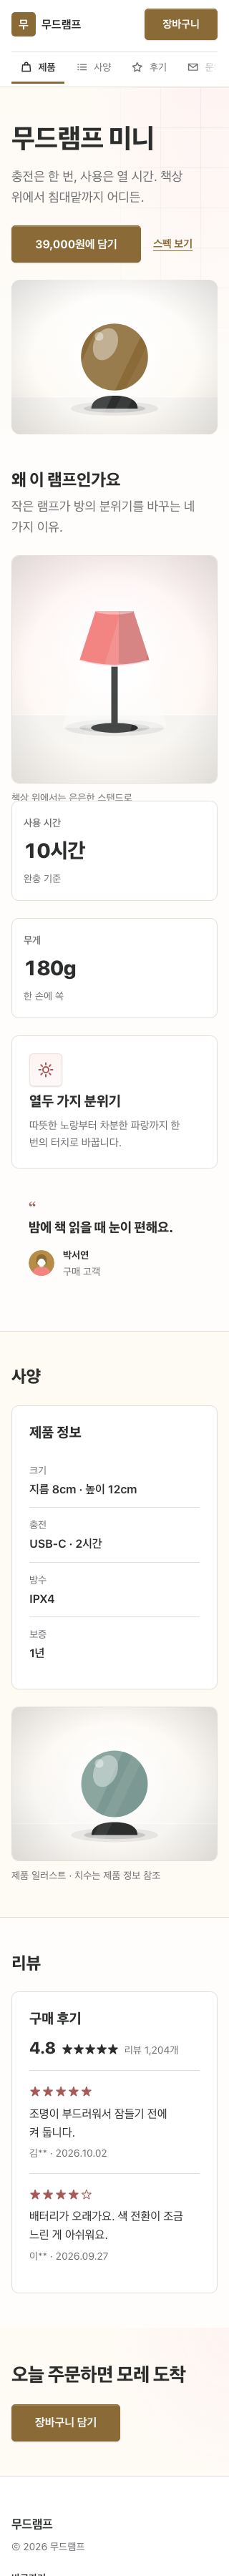 무 무드램프
장바구니
제품
사양
후기
무드램프 미니
충전은 한 번, 사용은 열 시간. 책상
위에서 침대맡까지 어디든.
39,000원에 담기
스펙 보기
왜 이 램프인가요
작은 램프가 방의 분위기를 바꾸는 네
가지 이유.
책상 위에서는 은은한 스탠드로
사용 시간
10시간
완충 기준
무게
180g
한 손에 쏙
열두 가지 분위기
따뜻한 노랑부터 차분한 파랑까지 한
번의 터치로 바꿉니다.
“
밤에 책 읽을 때 눈이 편해요.
박서연
구매 고객
사양
제품 정보
크기
지름 8cm · 높이 12cm
충전
USB-C · 2시간
방수
IPX4
보증
1년
제품 일러스트 · 치수는 제품 정보 참조
리뷰
구매 후기
4.8 ★★★★★ 리뷰 1,204개
★★★★★
조명이 부드러워서 잠들기 전에
켜 둡니다.
김** · 2026.10.02
★★★★☆
배터리가 오래가요. 색 전환이 조금
느린 게 아쉬워요.
이** · 2026.09.27
오늘 주문하면 모레 도착
장바구니 담기
무드램프
© 2026 무드램프